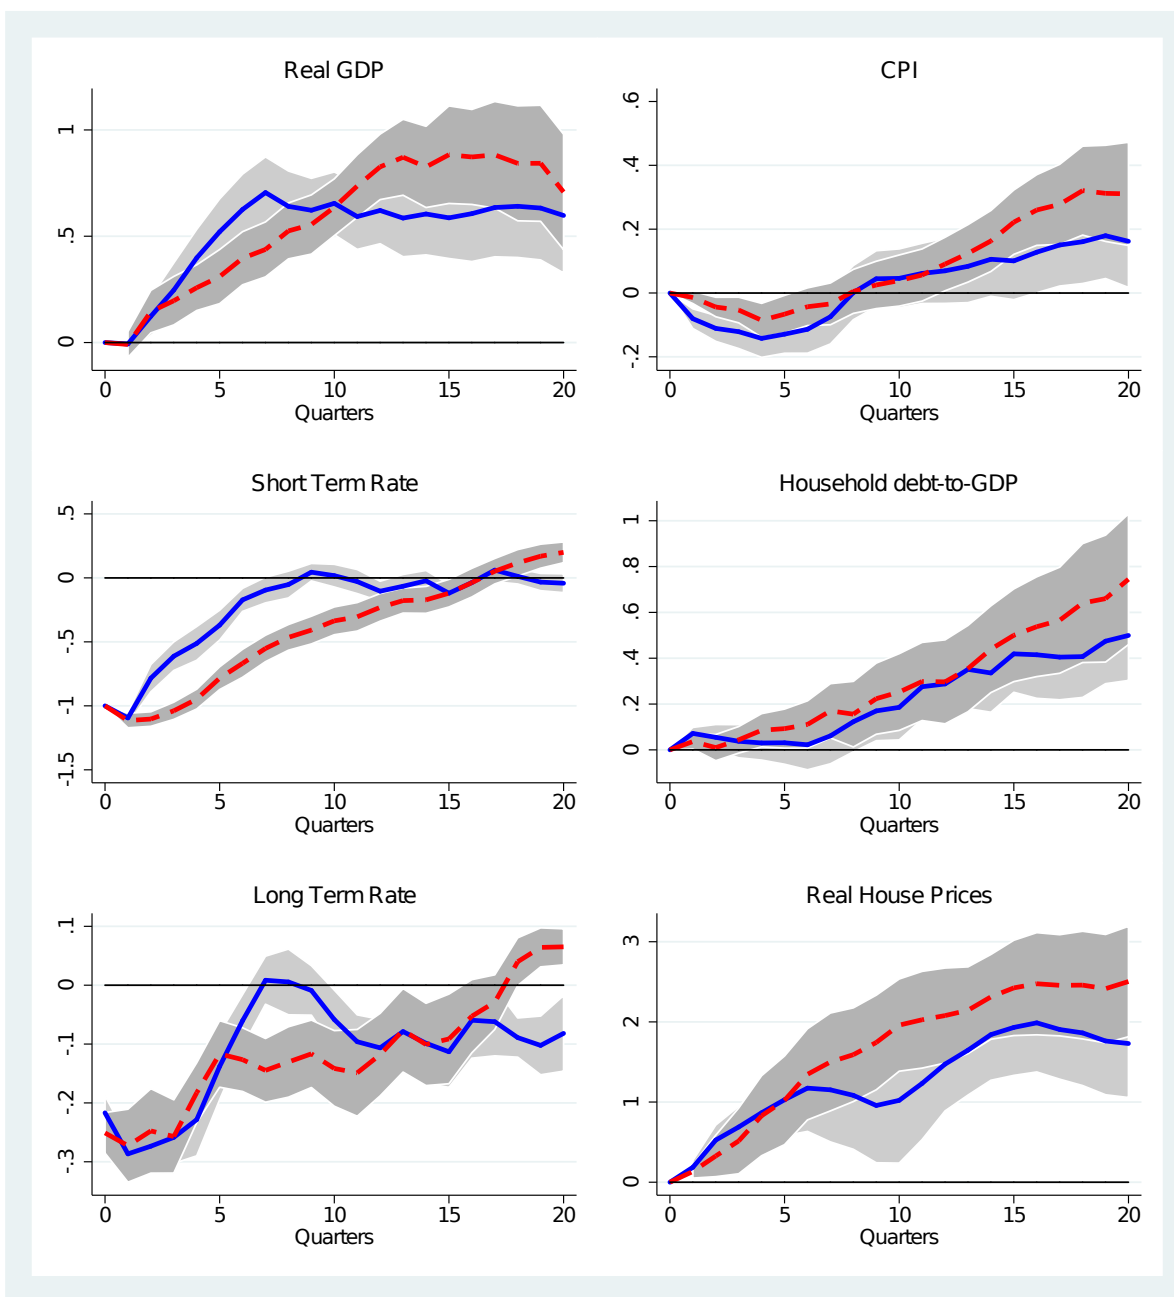 Real GDP
0
.5
1
0 5 10 15 20
Quarters
CPI
-.2
0
.2
.4
.6
0 5 10 15 20
Quarters
Short Term Rate
-1.5
-1
-.5
0
.5
0 5 10 15 20
Quarters
Household debt-to-GDP
0
.2
.4
.6
.8
1
0 5 10 15 20
Quarters
Long Term Rate
-.3
-.2
-.1
0
.1
0 5 10 15 20
Quarters
Real House Prices
0
1
2
3
0 5 10 15 20
Quarters